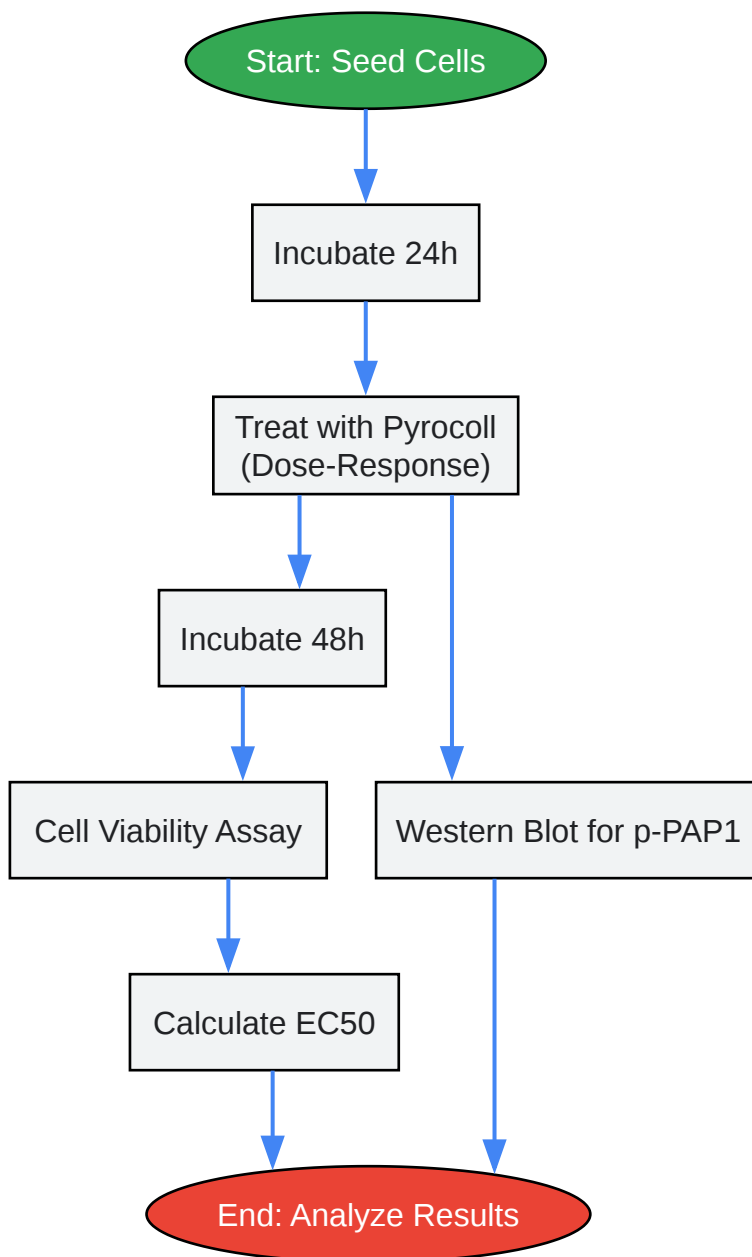 Start: Seed Cells
Incubate 24h
Treat with Pyrocoll
(Dose-Response)
Incubate 48h
Cell Viability Assay
Western Blot for p-PAP1
Calculate EC50
End: Analyze Results